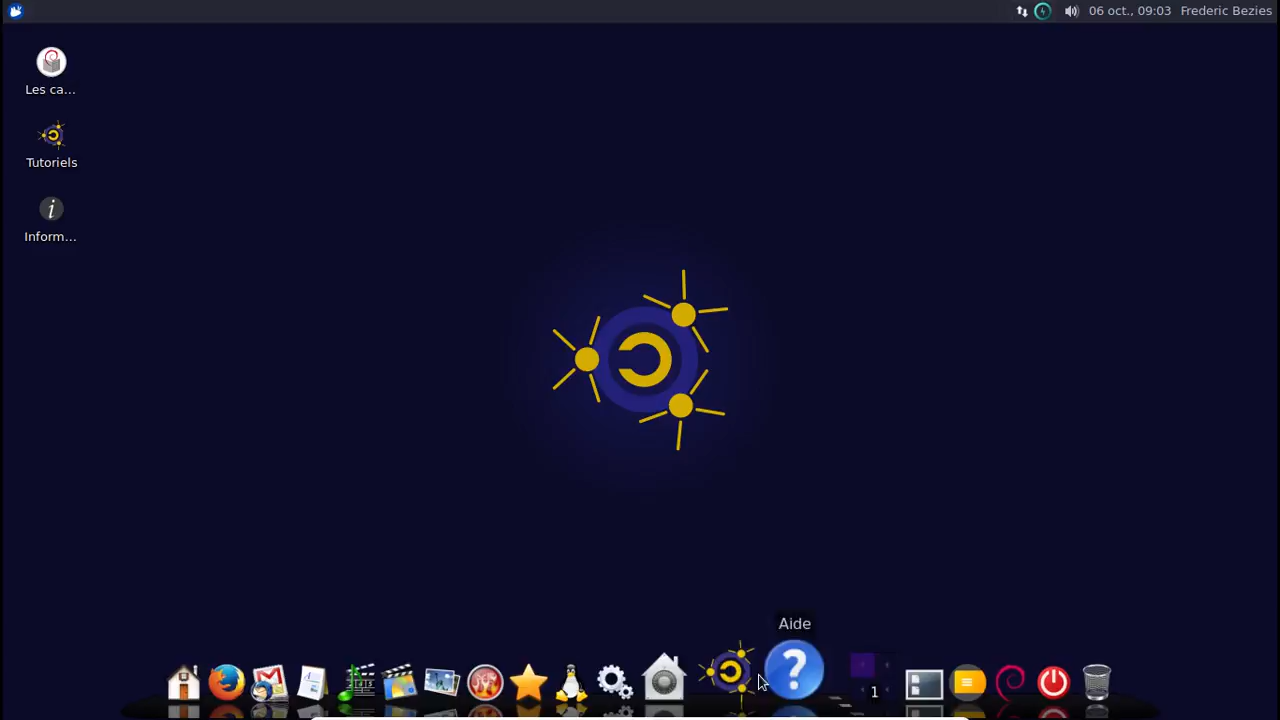 06 oct., 09:03 Frederic Bezies
Les ca...
Tutoriels
Inform...
Aide
1